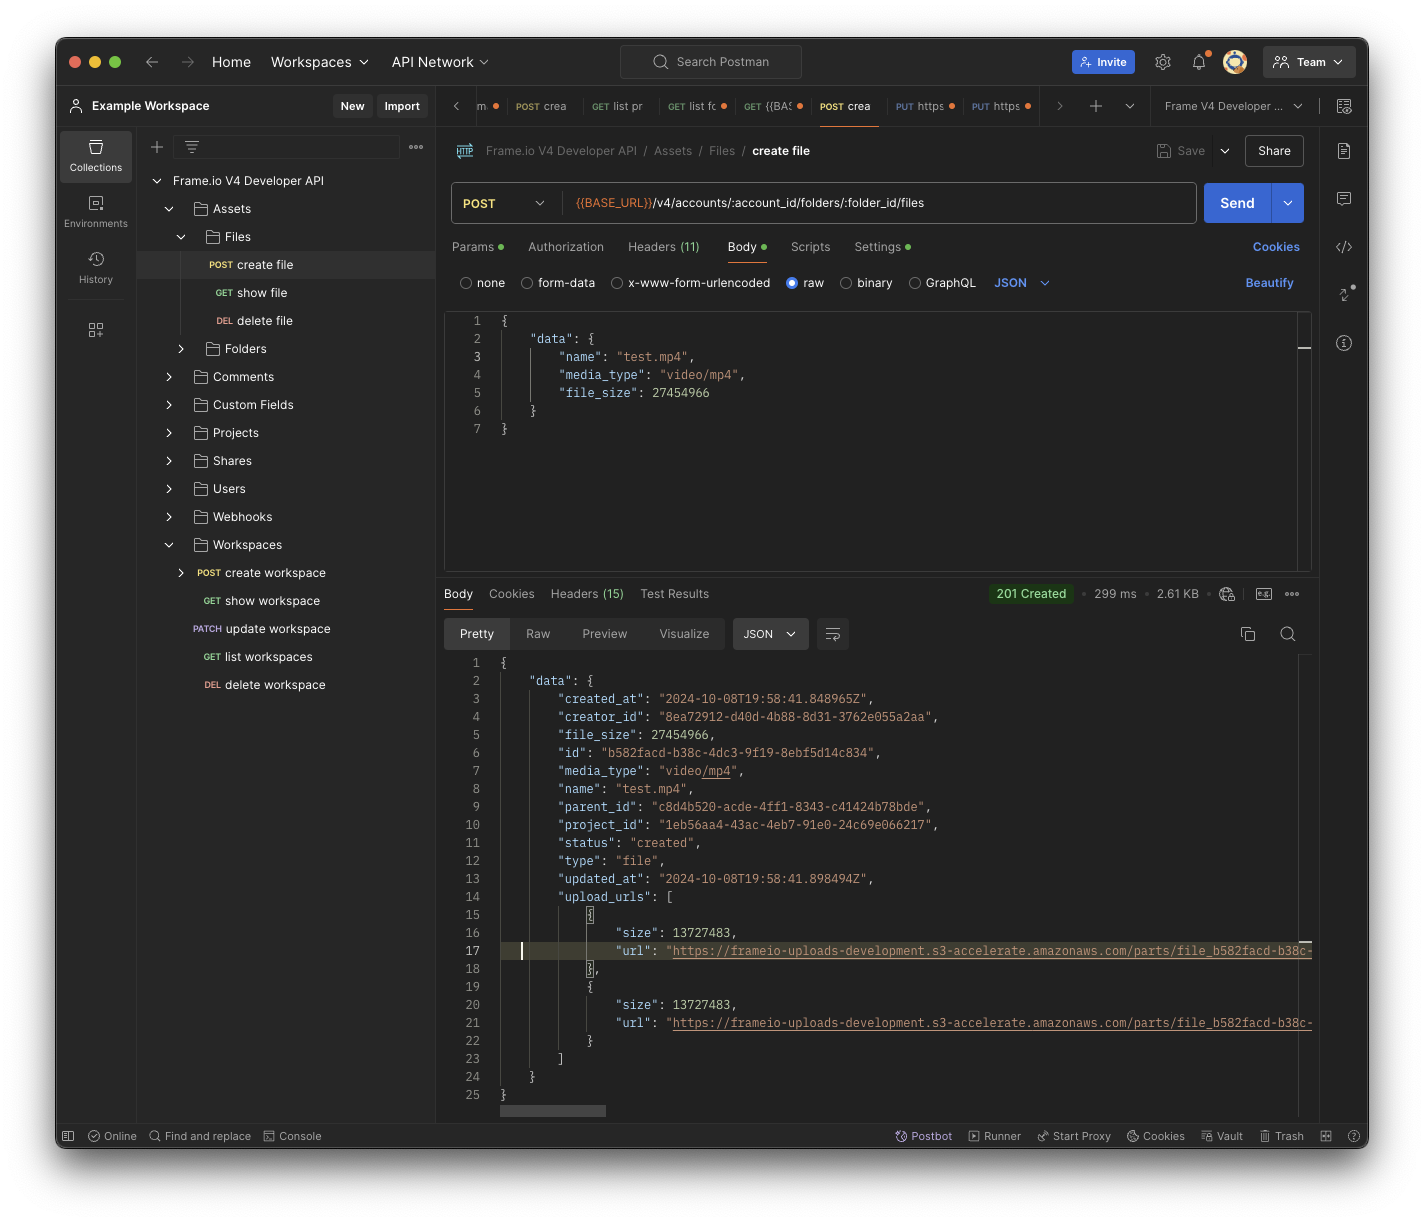 Home Workspaces API Network Search Postman Invite Team
Example Workspace New Import
POST crea GET list pr GET list fc GET {{BAS POST crea PUT https PUT https Frame V4 Developer ...
Collections
Environments
History
Frame.io V4 Developer API
Assets
Files
POST create file
GET show file
DEL delete file
Folders
Comments
Custom Fields
Projects
Shares
Users
Webhooks
Workspaces
POST create workspace
GET show workspace
PATCH update workspace
GET list workspaces
DEL delete workspace
HTTP Frame.io V4 Developer API / Assets / Files / create file Save Share
POST {{BASE_URL}}/v4/accounts/:account_id/folders/:folder_id/files Send
Params Authorization Headers (11) Body Scripts Settings Cookies
none form-data x-www-form-urlencoded raw binary GraphQL JSON Beautify
1 {
2 "data": {
3 "name": "test.mp4",
4 "media_type": "video/mp4",
5 "file_size": 27454966
6 }
7 }
Body Cookies Headers (15) Test Results 201 Created • 299 ms • 2.61 KB • e.g.
Pretty Raw Preview Visualize JSON
1 {
2 "data": {
3 "created_at": "2024-10-08T19:58:41.848965Z",
4 "creator_id": "8ea72912-d40d-4b88-8d31-3762e055a2aa",
5 "file_size": 27454966,
6 "id": "b582facd-b38c-4dc3-9f19-8ebf5d14c834",
7 "media_type": "video/mp4",
8 "name": "test.mp4",
9 "parent_id": "c8d4b520-acde-4ff1-8343-c41424b78bde",
10 "project_id": "1eb56aa4-43ac-4eb7-91e0-24c69e066217",
11 "status": "created",
12 "type": "file",
13 "updated_at": "2024-10-08T19:58:41.898494Z",
14 "upload_urls": [
15 {
16 "size": 13727483,
17 "url": "https://frameio-uploads-development.s3-accelerate.amazonaws.com/parts/file_b582facd-b38c-
18 },
19 {
20 "size": 13727483,
21 "url": "https://frameio-uploads-development.s3-accelerate.amazonaws.com/parts/file_b582facd-b38c-
22 }
23 ]
24 }
25 }
Online Find and replace Console Postbot Runner Start Proxy Cookies Vault Trash